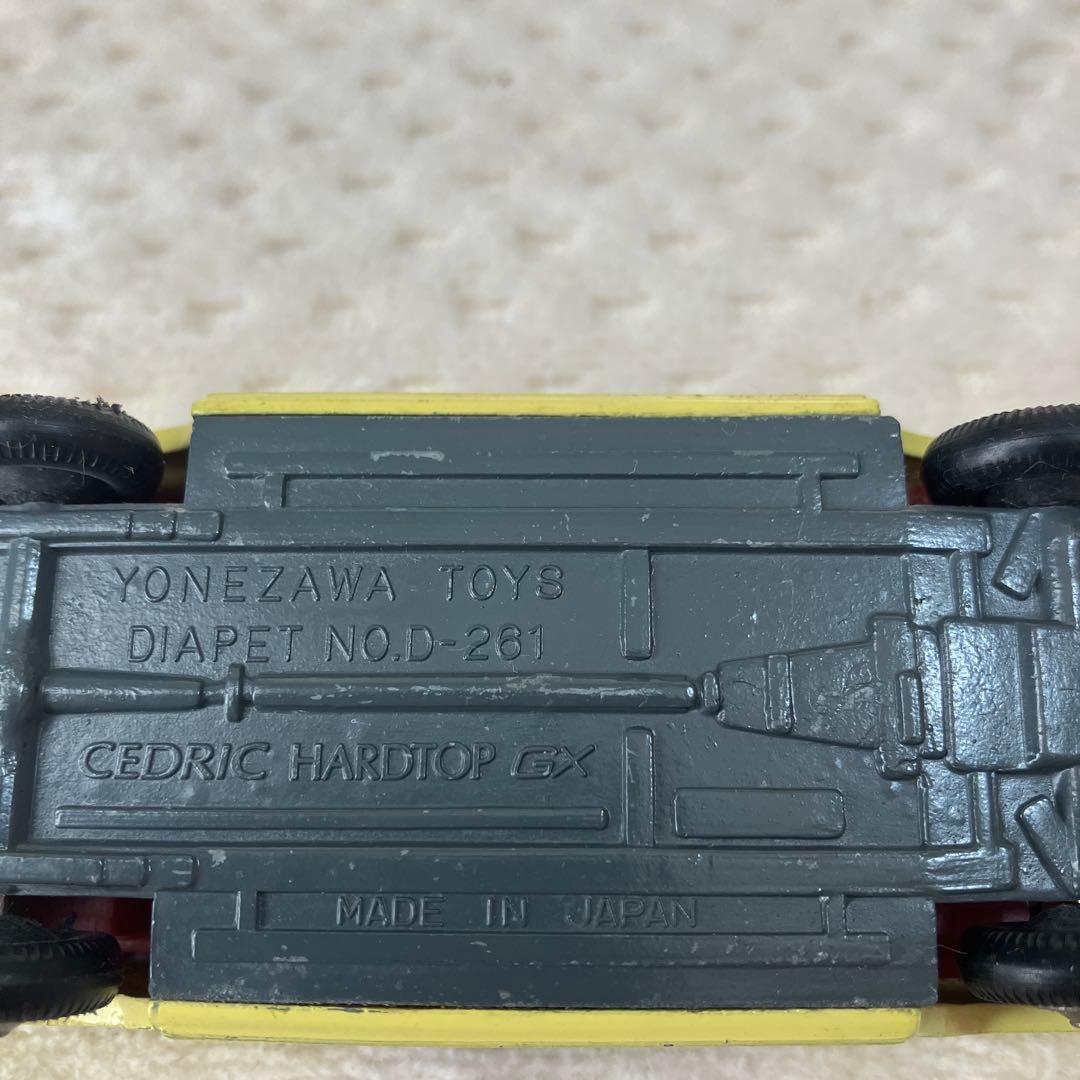 YONEZAWA TOYS
DIAPET NO.D-261
CEDRIC HARDTOP GX
MADE IN JAPAN